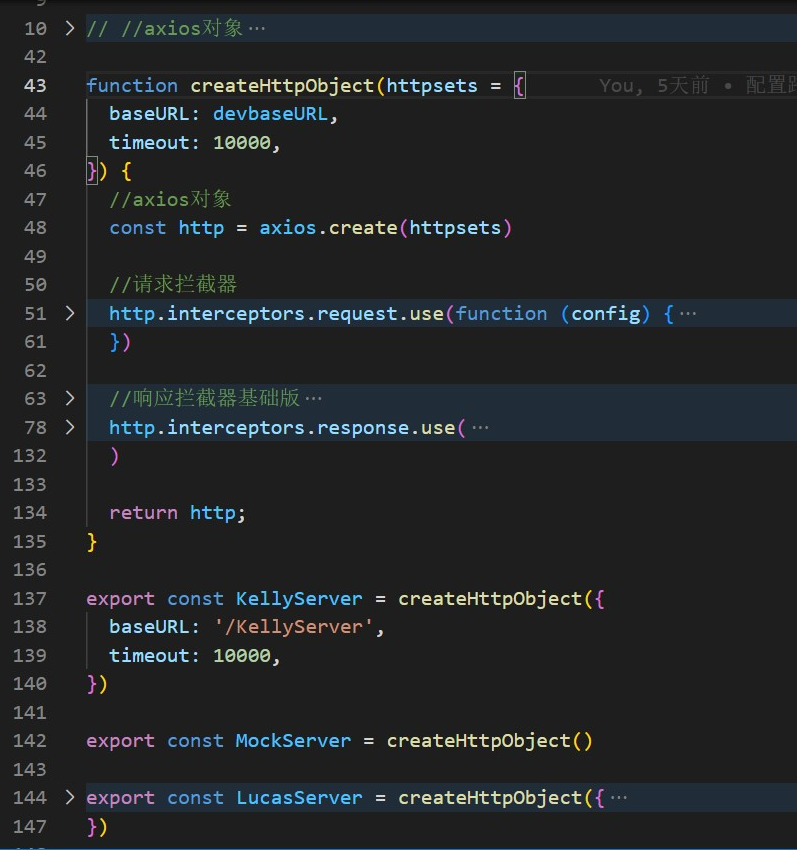 10 > // //axios对象 …
42
43 function createHttpObject(httpsets = { You, 5天前 • 配置
44 baseURL: devbaseURL,
45 timeout: 10000,
46 }) {
47 //axios对象
48 const http = axios.create(httpsets)
49
50 //请求拦截器
51 > http.interceptors.request.use(function (config) { …
61 })
62
63 > //响应拦截器基础版 …
78 > http.interceptors.response.use( …
132 )
133
134 return http;
135 }
136
137 export const KellyServer = createHttpObject({
138 baseURL: '/KellyServer',
139 timeout: 10000,
140 })
141
142 export const MockServer = createHttpObject()
143
144 > export const LucasServer = createHttpObject({ …
147 })